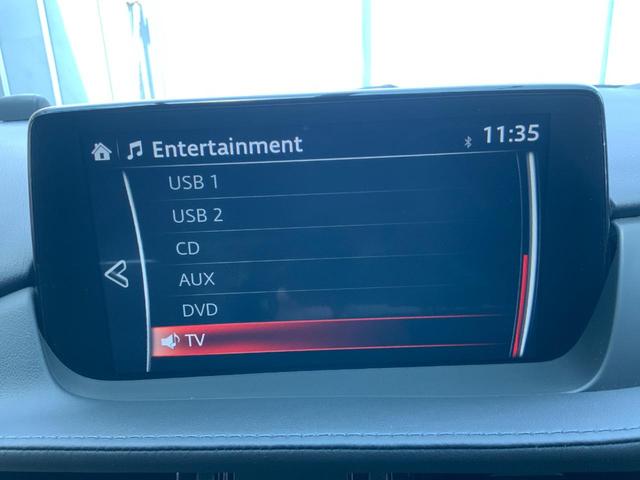 Entertainment 11:35
USB 1
USB 2
CD
AUX
DVD
TV